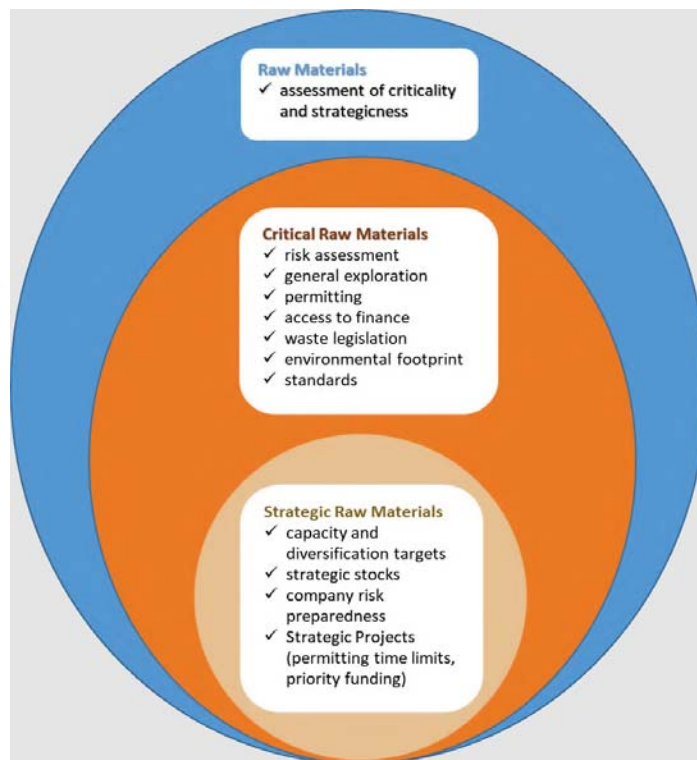 Raw Materials
✓ assessment of criticality
and strategicness
Critical Raw Materials
✓ risk assessment
✓ general exploration
✓ permitting
✓ access to finance
✓ waste legislation
✓ environmental footprint
✓ standards
Strategic Raw Materials
✓ capacity and
diversification targets
✓ strategic stocks
✓ company risk
preparedness
✓ Strategic Projects
(permitting time limits,
priority funding)